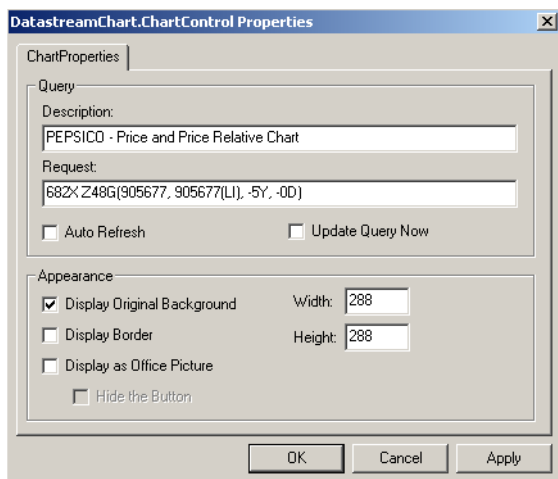 DatastreamChart.ChartControl Properties
ChartProperties
Query
Description:
PEPSICO - Price and Price Relative Chart
Request:
682X Z48G(905677, 905677(LI), -5Y, -0D)
Auto Refresh
Update Query Now
Appearance
Display Original Background
Width: 288
Display Border
Height: 288
Display as Office Picture
Hide the Button
OK
Cancel
Apply